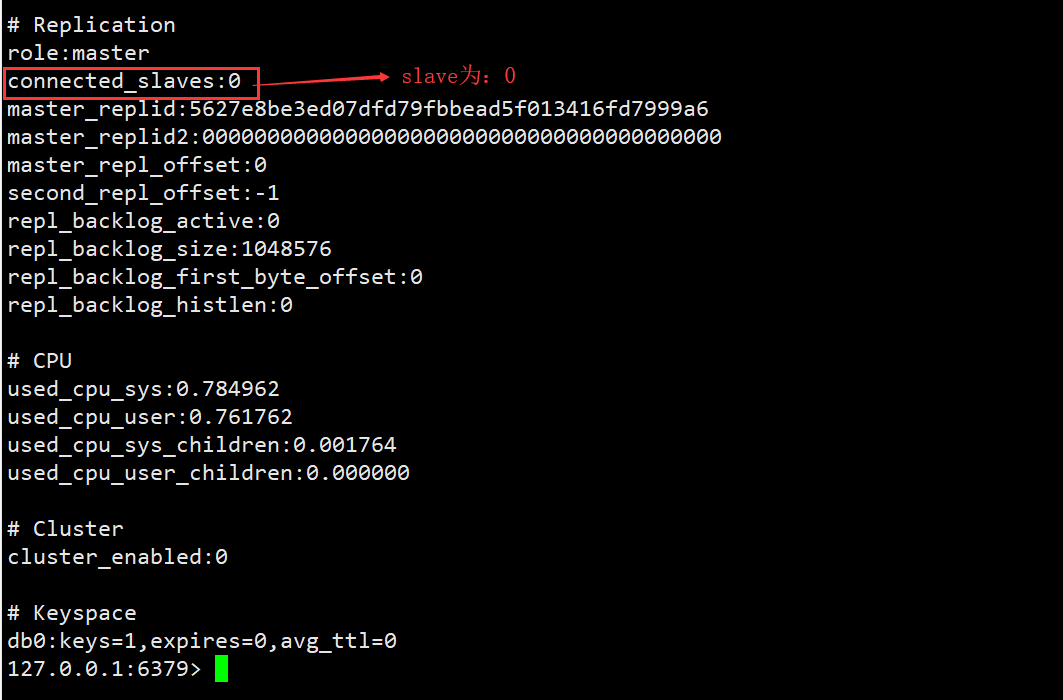 # Replication
role:master
connected_slaves:0
slave为：0
master_replid:5627e8be3ed07dfd79fbbead5f013416fd7999a6
master_replid2:0000000000000000000000000000000000000000
master_repl_offset:0
second_repl_offset:-1
repl_backlog_active:0
repl_backlog_size:1048576
repl_backlog_first_byte_offset:0
repl_backlog_histlen:0
# CPU
used_cpu_sys:0.784962
used_cpu_user:0.761762
used_cpu_sys_children:0.001764
used_cpu_user_children:0.000000
# Cluster
cluster_enabled:0
# Keyspace
db0:keys=1,expires=0,avg_ttl=0
127.0.0.1:6379>